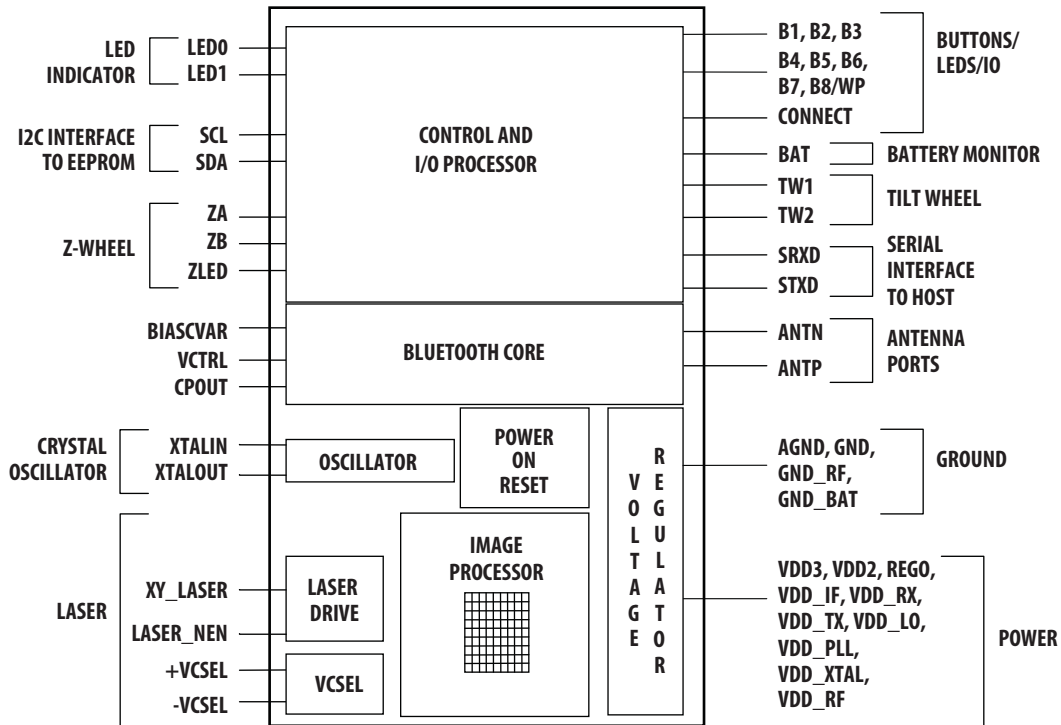 LED
INDICATOR
LED0
LED1
I2C INTERFACE
TO EEPROM
SCL
SDA
Z-WHEEL
ZA
ZB
ZLED
BIASCVAR
VCTRL
CPOUT
CRYSTAL
OSCILLATOR
XTALIN
XTALOUT
LASER
XY_LASER
LASER_NEN
+VCSEL
-VCSEL
CONTROL AND
I/O PROCESSOR
BLUETOOTH CORE
OSCILLATOR
POWER
ON
RESET
VOLTAGE
REGULATOR
IMAGE
PROCESSOR
LASER
DRIVE
VCSEL
B1, B2, B3
B4, B5, B6,
B7, B8/WP
CONNECT
BUTTONS/
LEDS/IO
BAT
BATTERY MONITOR
TW1
TW2
TILT WHEEL
SRXD
STXD
SERIAL
INTERFACE
TO HOST
ANTN
ANTP
ANTENNA
PORTS
AGND, GND,
GND_RF,
GND_BAT
GROUND
VDD3, VDD2, REGO,
VDD_IF, VDD_RX,
VDD_TX, VDD_LO,
VDD_PLL,
VDD_XTAL,
VDD_RF
POWER